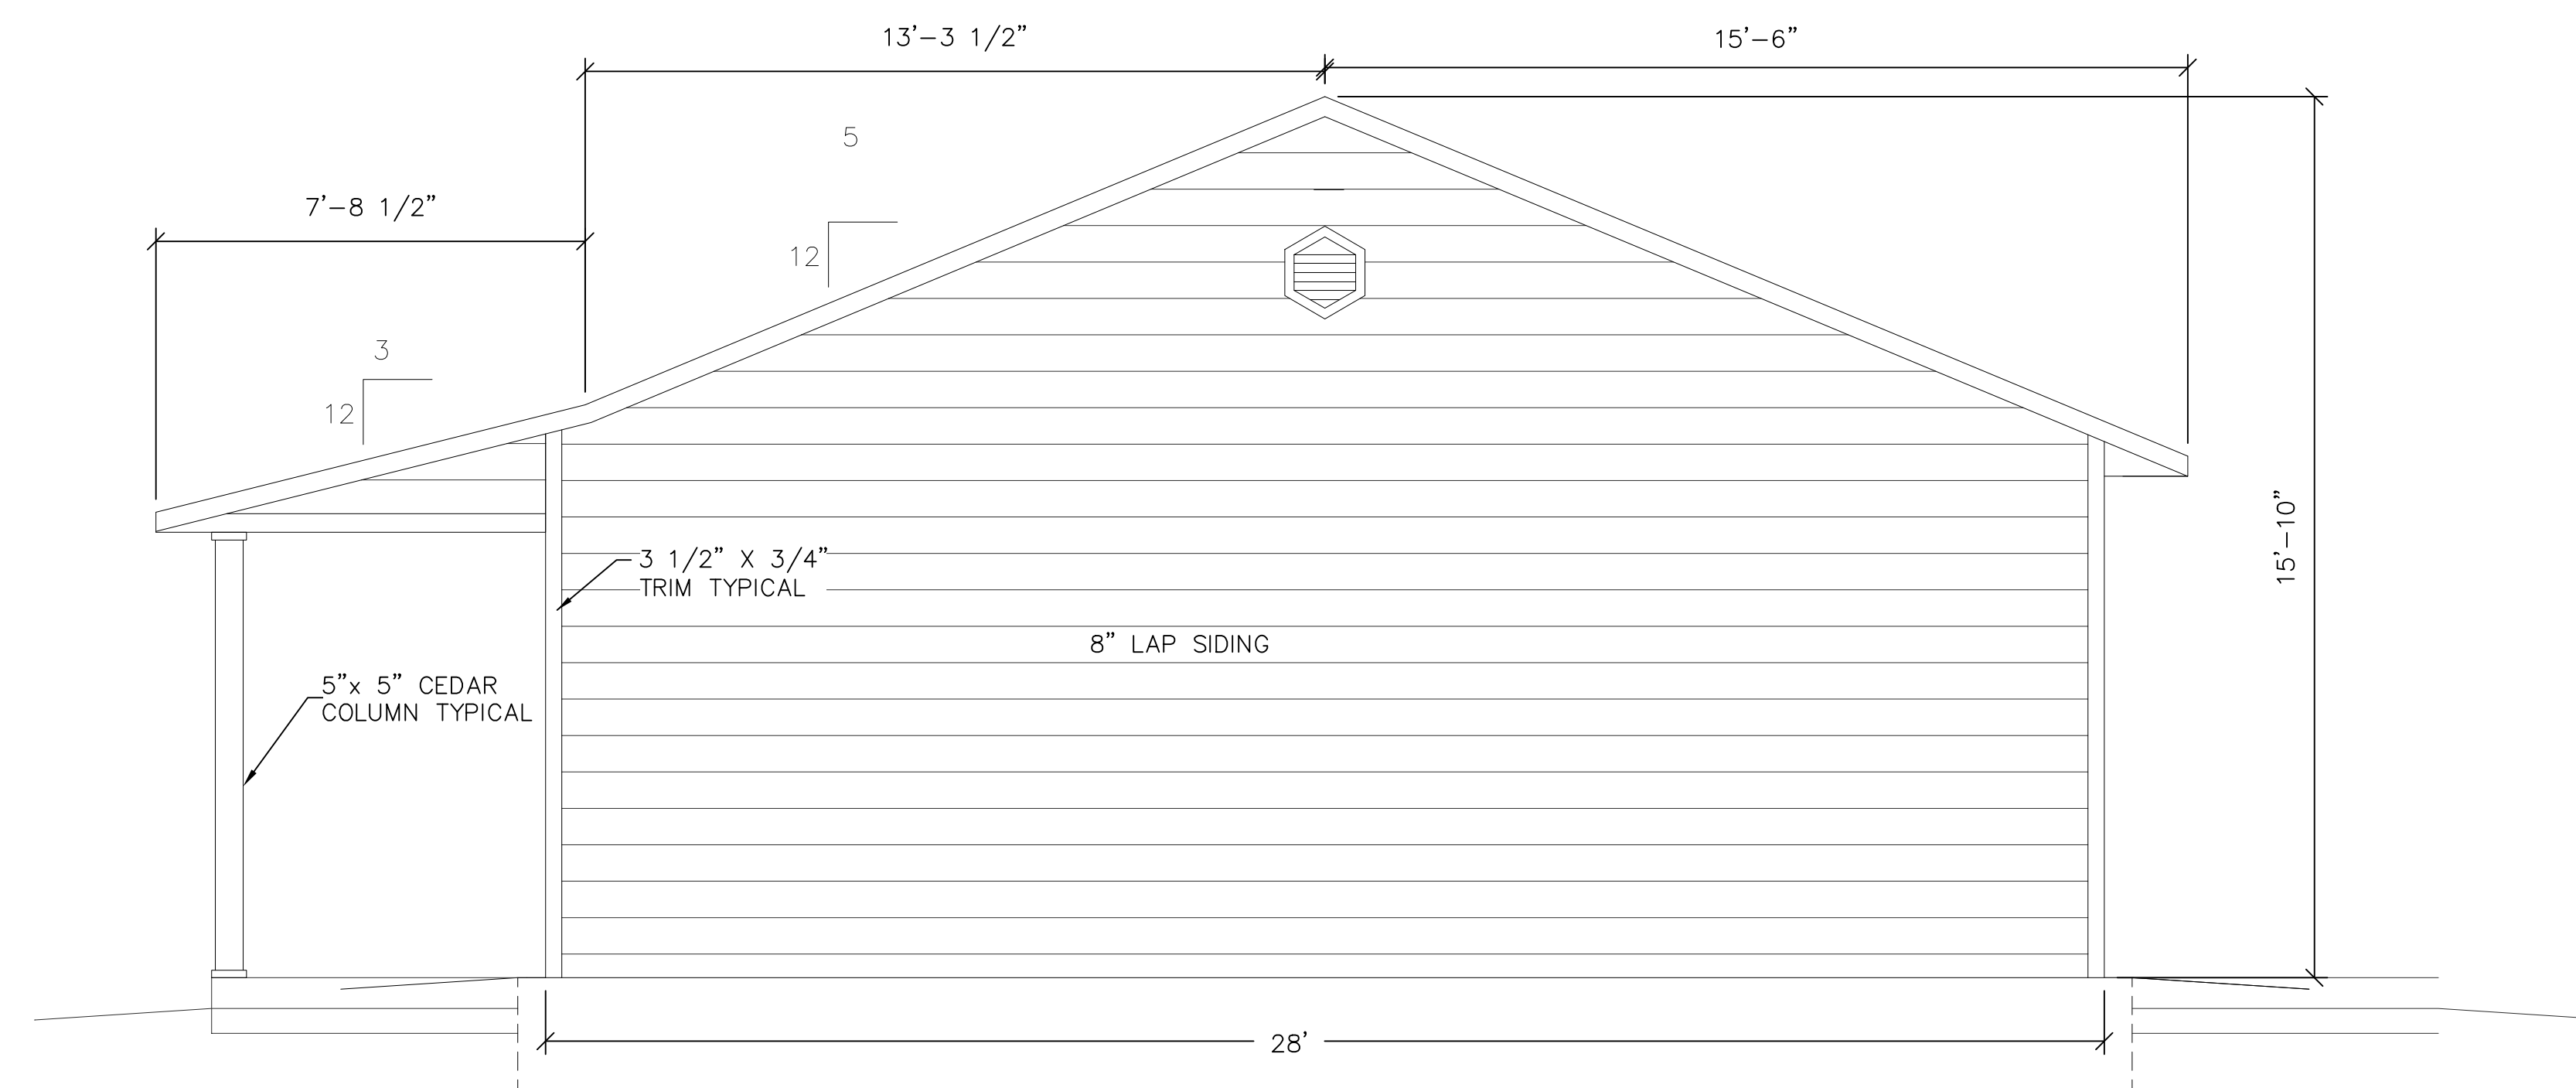 13'-3 1/2"
15'-6"
5
12
7'-8 1/2"
3
12
15'-10"
3 1/2" X 3/4"
TRIM TYPICAL
8" LAP SIDING
5"x 5" CEDAR
COLUMN TYPICAL
28'